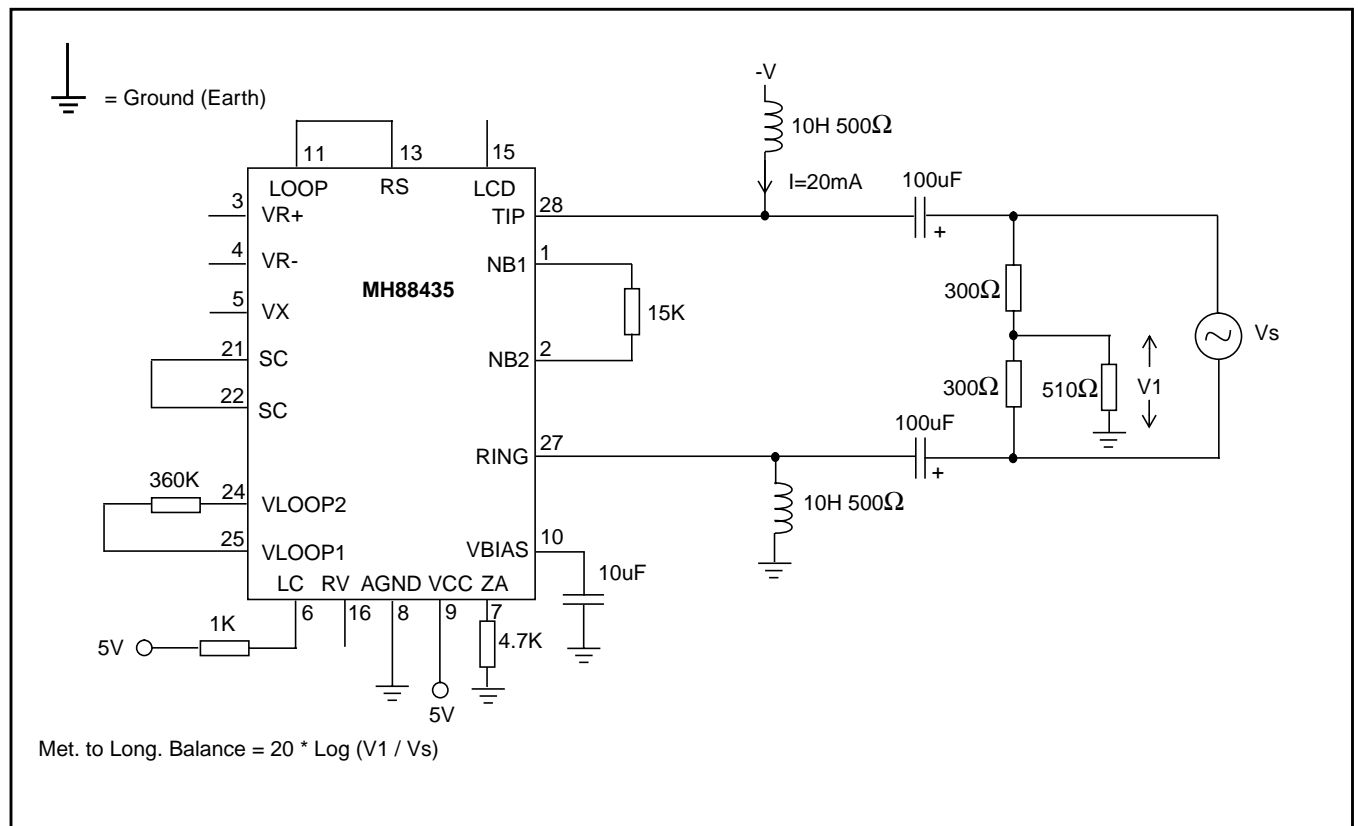 = Ground (Earth)
-V
10H 500Ω
I=20mA
100uF
+
11
13
15
LOOP
RS
LCD
3
VR+
TIP
28
4
VR-
NB1
1
MH88435
300Ω
15K
Vs
5
VX
21
SC
NB2
2
300Ω
510Ω
V1
22
SC
100uF
+
RING
27
360K
24
VLOOP2
10H 500Ω
25
VLOOP1
VBIAS
10
10uF
LC
RV
AGND
VCC
ZA
6
16
8
9
7
1K
4.7K
5V
5V
Met. to Long. Balance = 20 * Log (V1 / Vs)